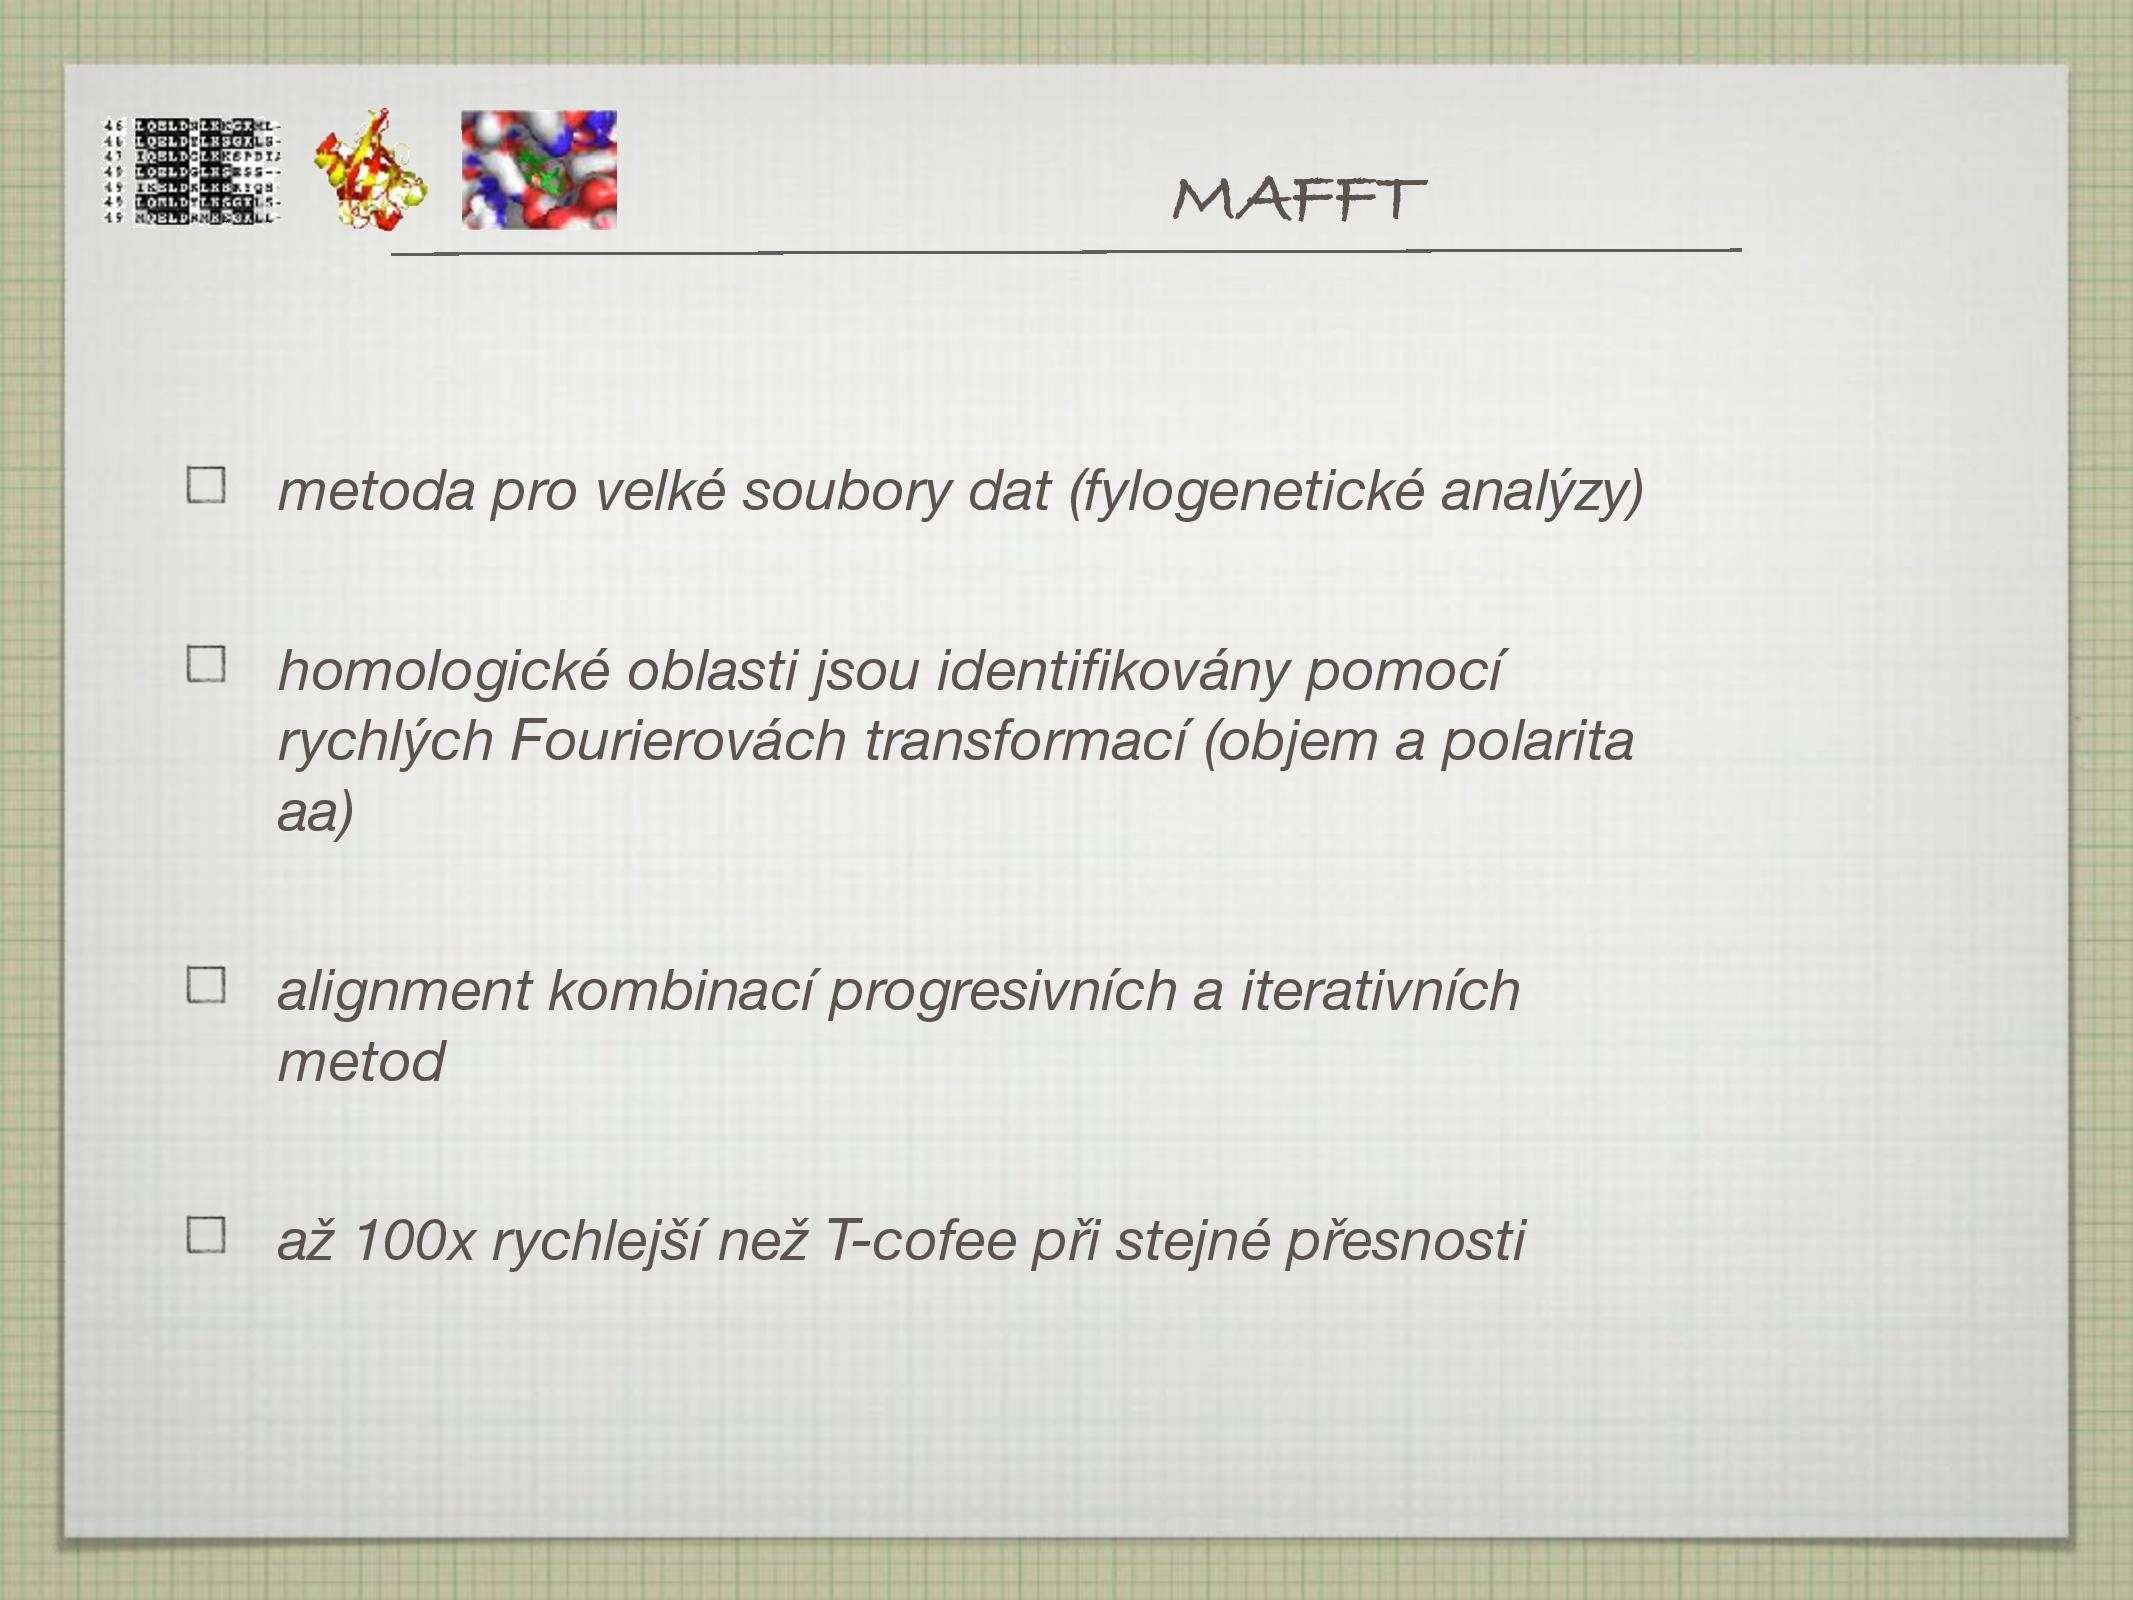 MAFFT
metoda pro velké soubory dat (fylogenetické analýzy)
homologické oblasti jsou identifikovány pomocí
rychlých Fourierovách transformací (objem a polarita
aa)
alignment kombinací progresivních a iterativních
metod
až 100x rychlejší než T-cofee při stejné přesnosti